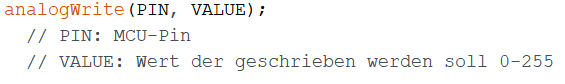 analogWrite(PIN, VALUE);
// PIN: MCU-Pin
// VALUE: Wert der geschrieben werden soll 0-255